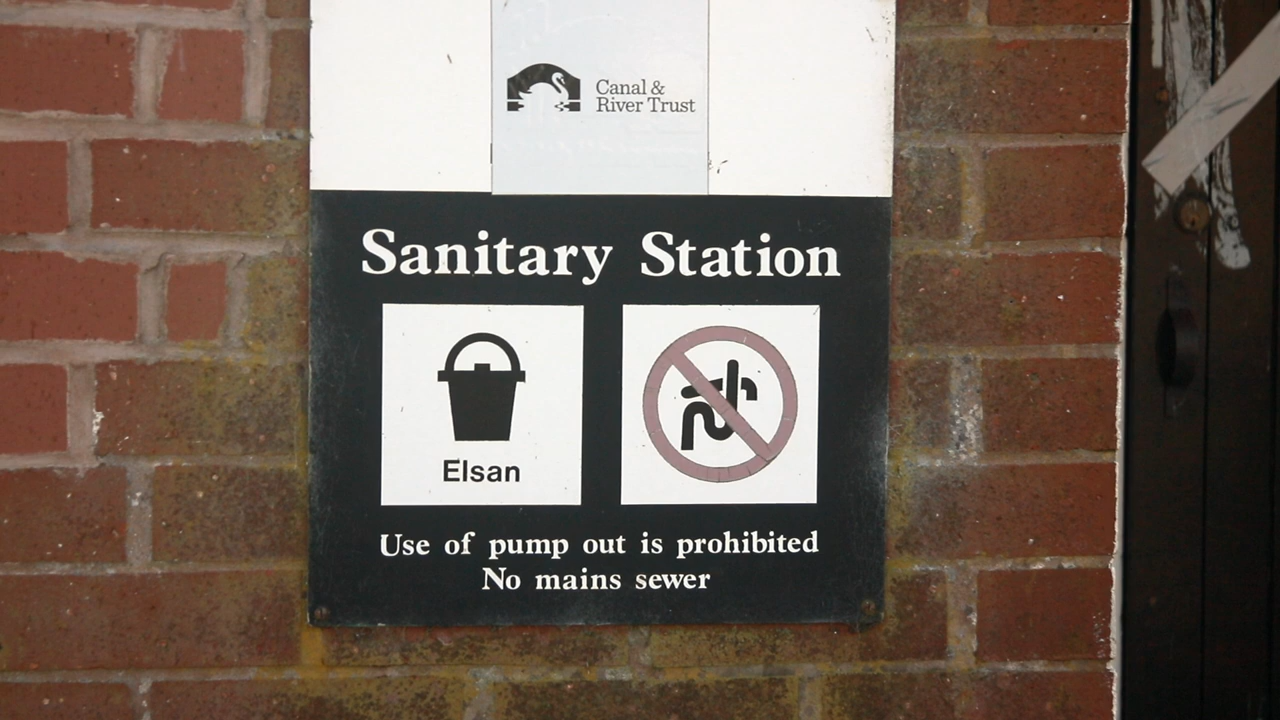 Canal &
River Trust
Sanitary Station
Elsan
Use of pump out is prohibited
No mains sewer